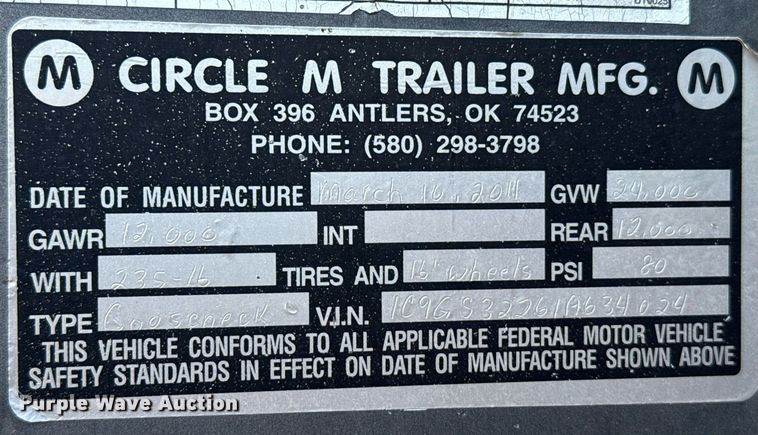 M CIRCLE M TRAILER MFG. M
BOX 396 ANTLERS, OK 74523
PHONE: (580) 298-3798
DATE OF MANUFACTURE March 16, 2011 GVW 24,000
GAWR 12,000 INT REAR 12,000
WITH 235-16 TIRES AND 16" wheels PSI 80
TYPE Gooseneck V.I.N.
THIS VEHICLE CONFORMS TO ALL APPLICABLE FEDERAL MOTOR VEHICLE
SAFETY STANDARDS IN EFFECT ON DATE OF MANUFACTURE SHOWN ABOVE
Purple Wave Auction